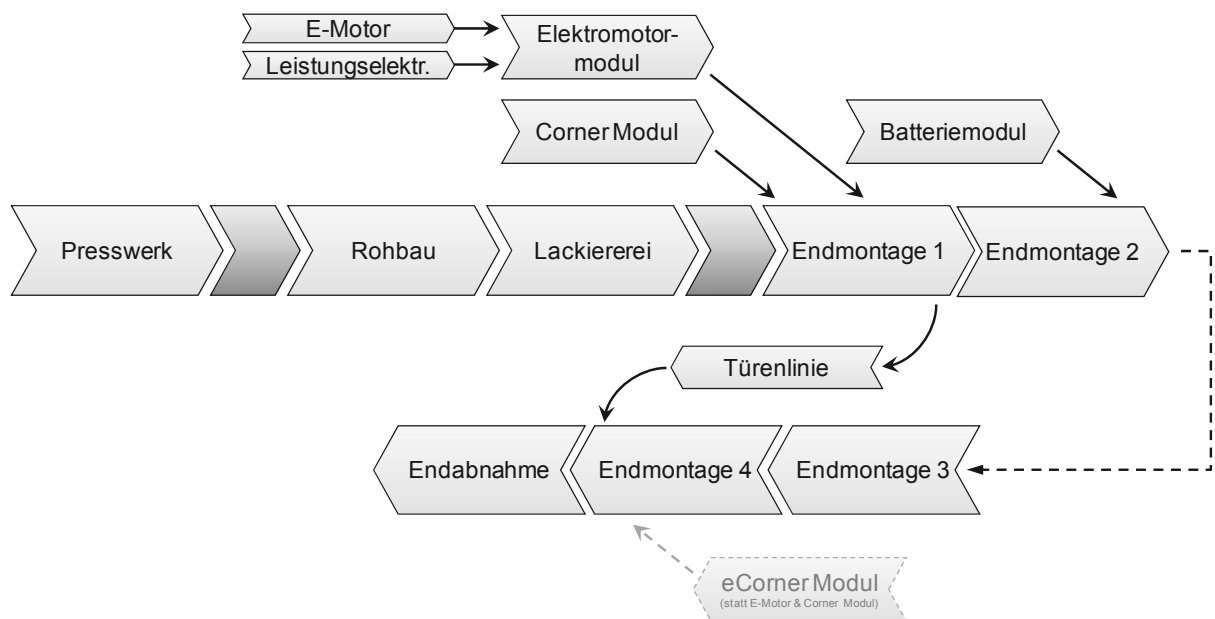 E-Motor
Leistungselektr.
Elektromotor-
modul
Corner Modul
Batteriemodul
Presswerk
Rohbau
Lackiererei
Endmontage 1
Endmontage 2
Türenlinie
Endabnahme
Endmontage 4
Endmontage 3
eCorner Modul
(statt E-Motor & Corner Modul)